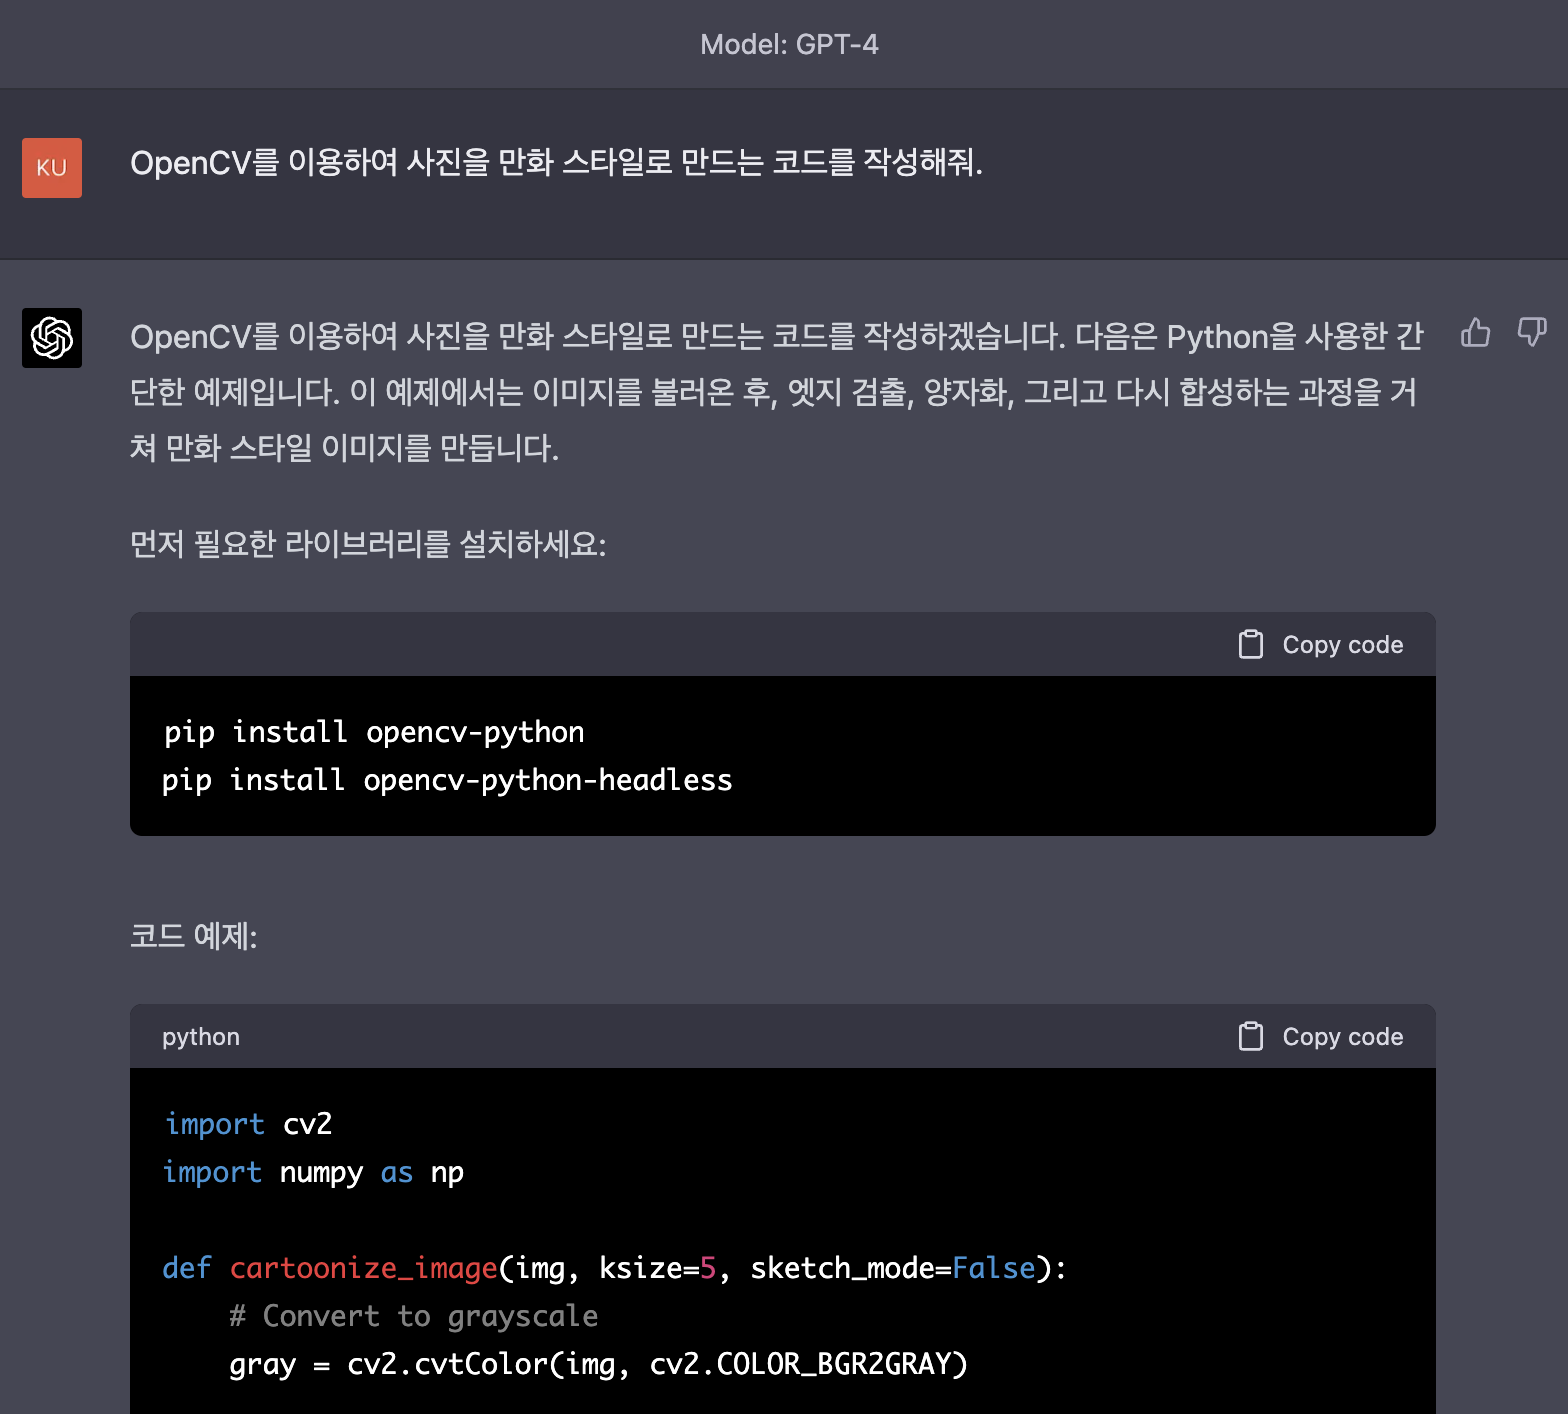 Model: GPT-4
KU
OpenCV를 이용하여 사진을 만화 스타일로 만드는 코드를 작성해줘.
OpenCV를 이용하여 사진을 만화 스타일로 만드는 코드를 작성하겠습니다. 다음은 Python을 사용한 간
단한 예제입니다. 이 예제에서는 이미지를 불러온 후, 엣지 검출, 양자화, 그리고 다시 합성하는 과정을 거
쳐 만화 스타일 이미지를 만듭니다.
먼저 필요한 라이브러리를 설치하세요:
Copy code
pip install opencv-python
pip install opencv-python-headless
코드 예제:
python Copy code
import cv2
import numpy as np
def cartoonize_image(img, ksize=5, sketch_mode=False):
# Convert to grayscale
gray = cv2.cvtColor(img, cv2.COLOR_BGR2GRAY)